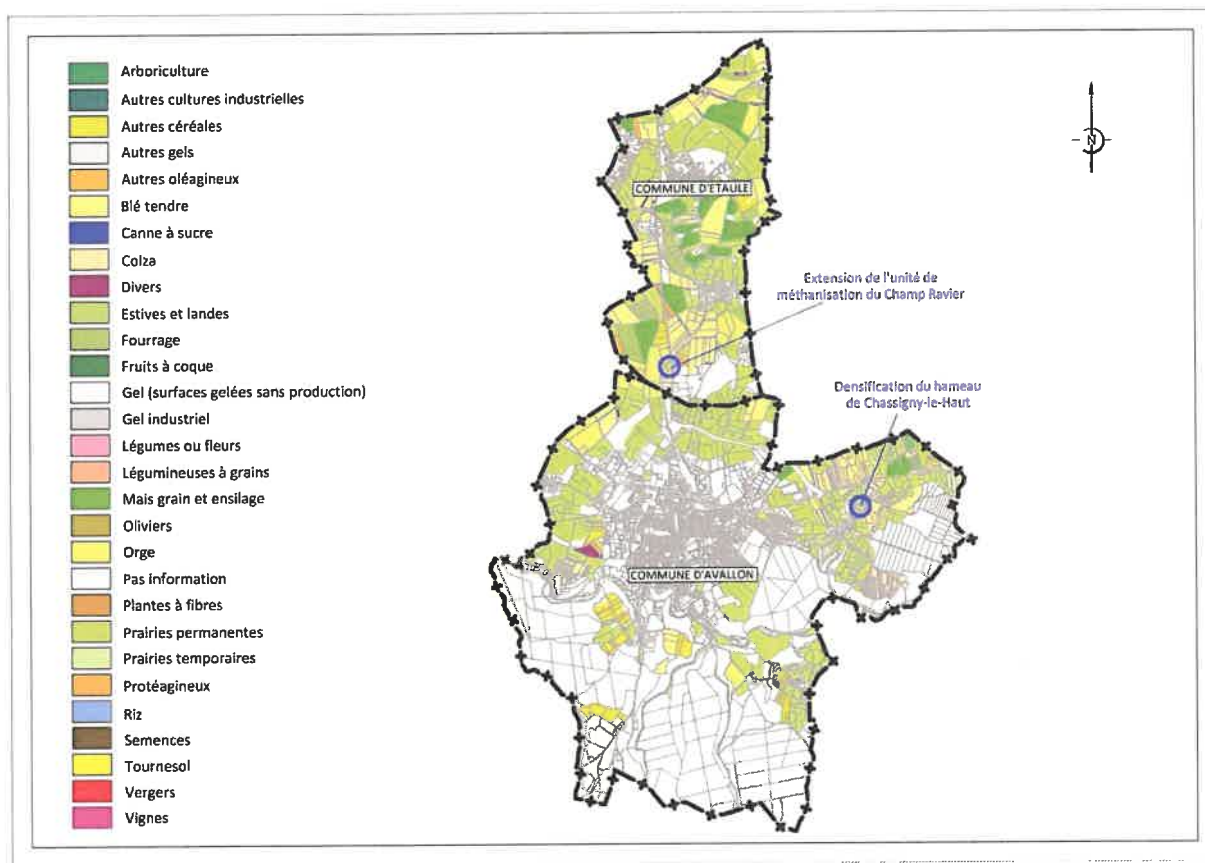 Arboriculture
Autres cultures industrielles
Autres céréales
Autres gels
Autres oléagineux
Blé tendre
Canne à sucre
Colza
Divers
Estives et landes
Fourrage
Fruits à coque
Gel (surfaces gelées sans production)
Gel industriel
Légumes ou fleurs
Légumineuses à grains
Mais grain et ensilage
Oliviers
Orge
Pas information
Plantes à fibres
Prairies permanentes
Prairies temporaires
Protéagineux
Riz
Semences
Tournesol
Vergers
Vignes
N
COMMUNE D'ETAULE
Extension de l'unité de
méthanisation du Champ Ravier
Densification du hameau
de Chassigny-le-Haut
COMMUNE D'AVALLON